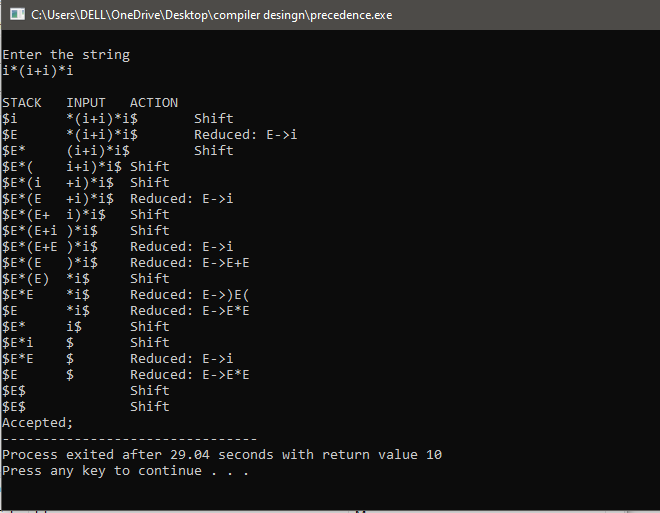 C:\Users\DELL\OneDrive\Desktop\compiler desingn\precedence.exe
Enter the string
i*(i+i)*i
STACK INPUT ACTION
$i *(i+i)*i$ Shift
$E *(i+i)*i$ Reduced: E->i
$E* (i+i)*i$ Shift
$E*( i+i)*i$ Shift
$E*(i +i)*i$ Shift
$E*(E +i)*i$ Reduced: E->i
$E*(E+ i)*i$ Shift
$E*(E+i )*i$ Shift
$E*(E+E )*i$ Reduced: E->i
$E*(E )*i$ Reduced: E->E+E
$E*(E) *i$ Shift
$E*E *i$ Reduced: E->)E(
$E *i$ Reduced: E->E*E
$E* i$ Shift
$E*i $ Shift
$E*E $ Reduced: E->i
$E $ Reduced: E->E*E
$E$ Shift
$E$ Shift
Accepted;
--------------------------------
Process exited after 29.04 seconds with return value 10
Press any key to continue . . .